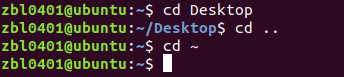 zbl0401@ubuntu:~$ cd Desktop
zbl0401@ubuntu:~/Desktop$ cd ..
zbl0401@ubuntu:~$ cd ~
zbl0401@ubuntu:~$